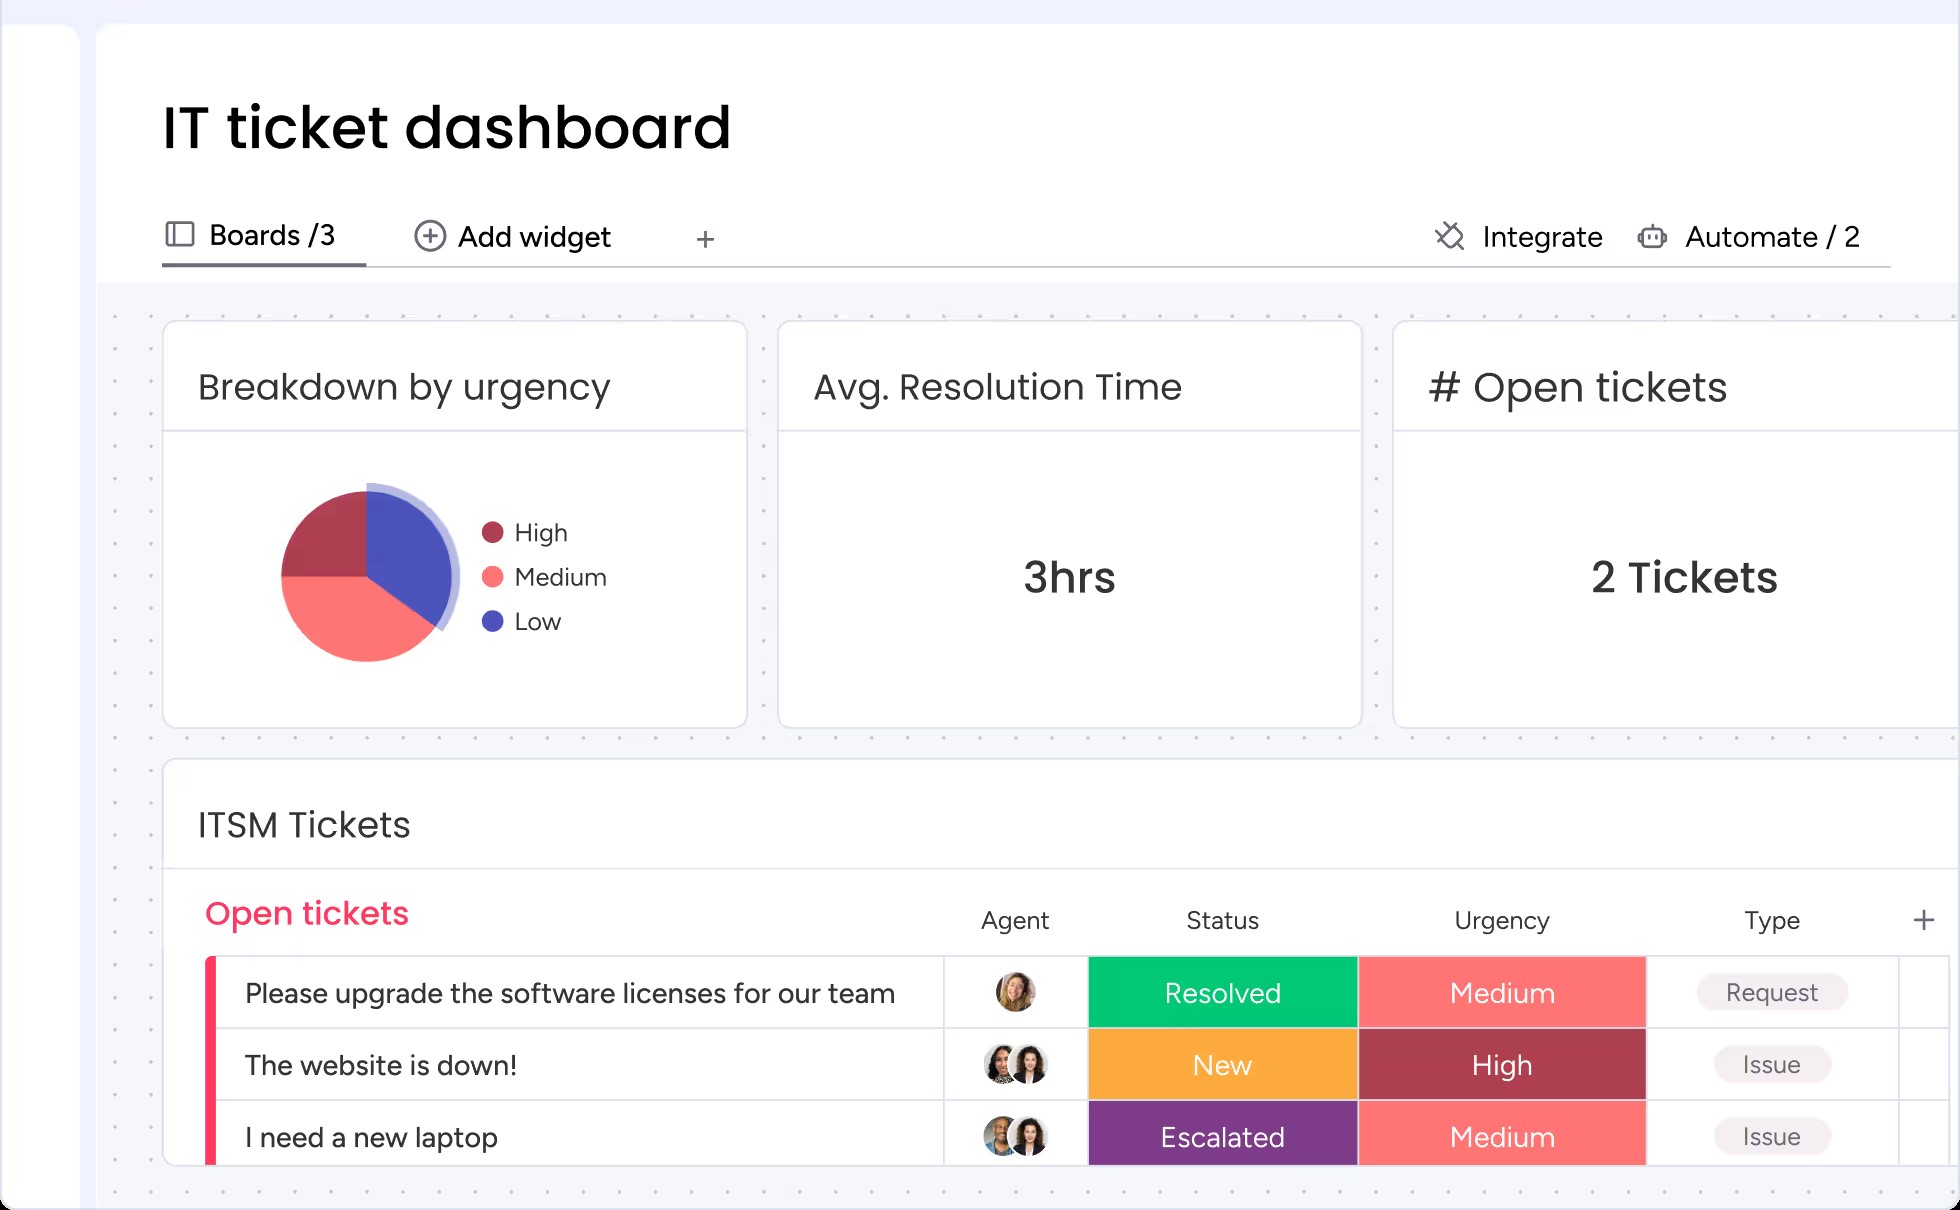 IT ticket dashboard
Boards /3
Add widget
+
Integrate
Automate / 2
Breakdown by urgency
High
Medium
Low
Avg. Resolution Time
3hrs
# Open tickets
2 Tickets
ITSM Tickets
Open tickets Agent Status Urgency Type +
Please upgrade the software licenses for our team Resolved Medium Request
The website is down! New High Issue
I need a new laptop Escalated Medium Issue